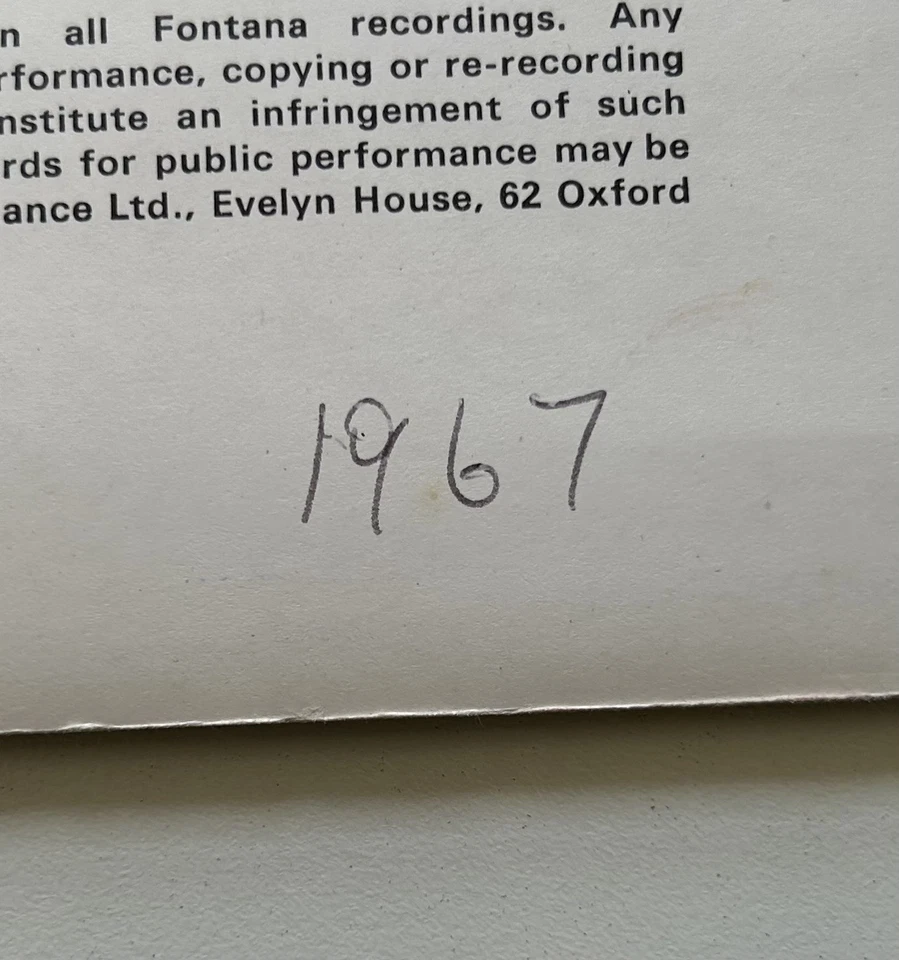 n all Fontana recordings. Any
rformance, copying or re-recording
nstitute an infringement of such
rds for public performance may be
ance Ltd., Evelyn House, 62 Oxford
1967